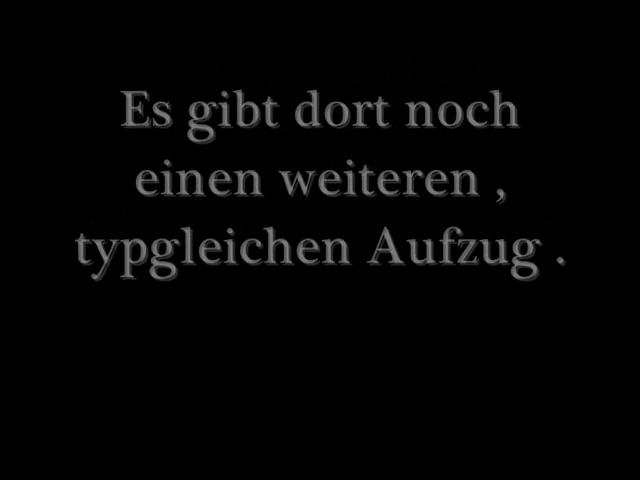 Es gibt dort noch
einen weiteren ,
typgleichen Aufzug .